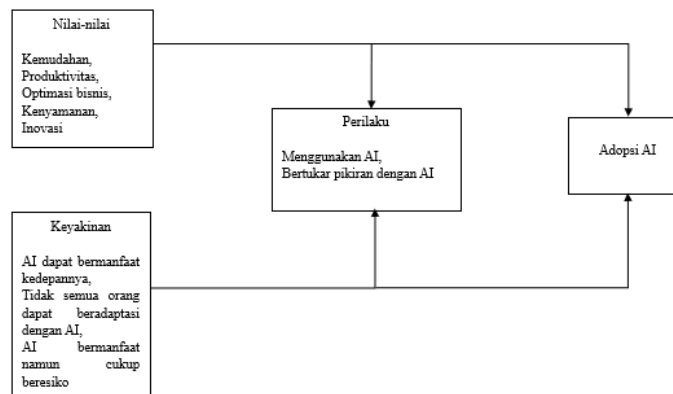 Nilai-nilai
Kemudahan,
Produktivitas,
Optimasi bisnis,
Kenyamanan,
Inovasi
Perilaku
Menggunakan AI,
Bertukar pikiran dengan AI
Adopsi AI
Keyakinan
AI dapat bermanfaat
kedepannya,
Tidak semua orang
dapat beradaptasi
dengan AI,
AI bermanfaat
namun cukup
beresiko